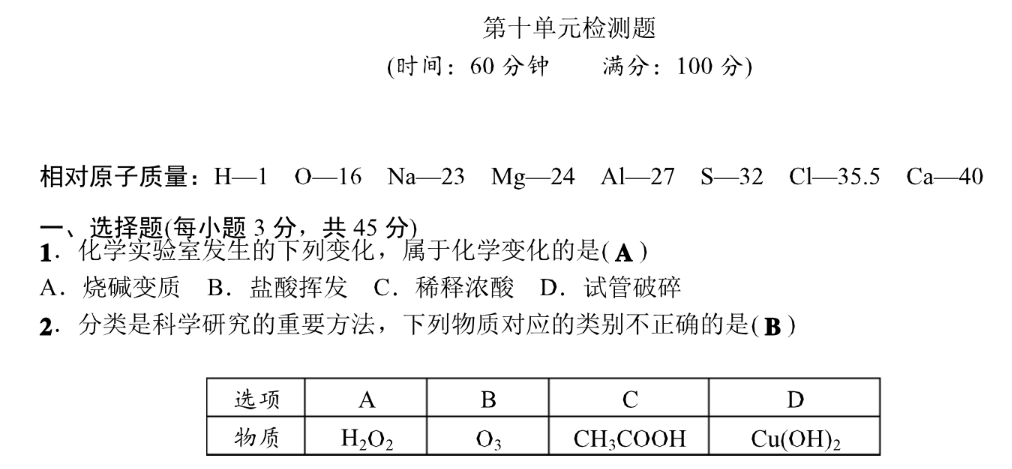 第十单元检测题
(时间：60 分钟 满分：100 分)
相对原子质量：H—1 O—16 Na—23 Mg—24 Al—27 S—32 Cl—35.5 Ca—40
一、选择题(每小题 3 分，共 45 分)
1．化学实验室发生的下列变化，属于化学变化的是( A )
A．烧碱变质 B．盐酸挥发 C．稀释浓酸 D．试管破碎
2．分类是科学研究的重要方法，下列物质对应的类别不正确的是( B )
选项 A B C D
物质 H₂O₂ O₃ CH₃COOH Cu(OH)₂